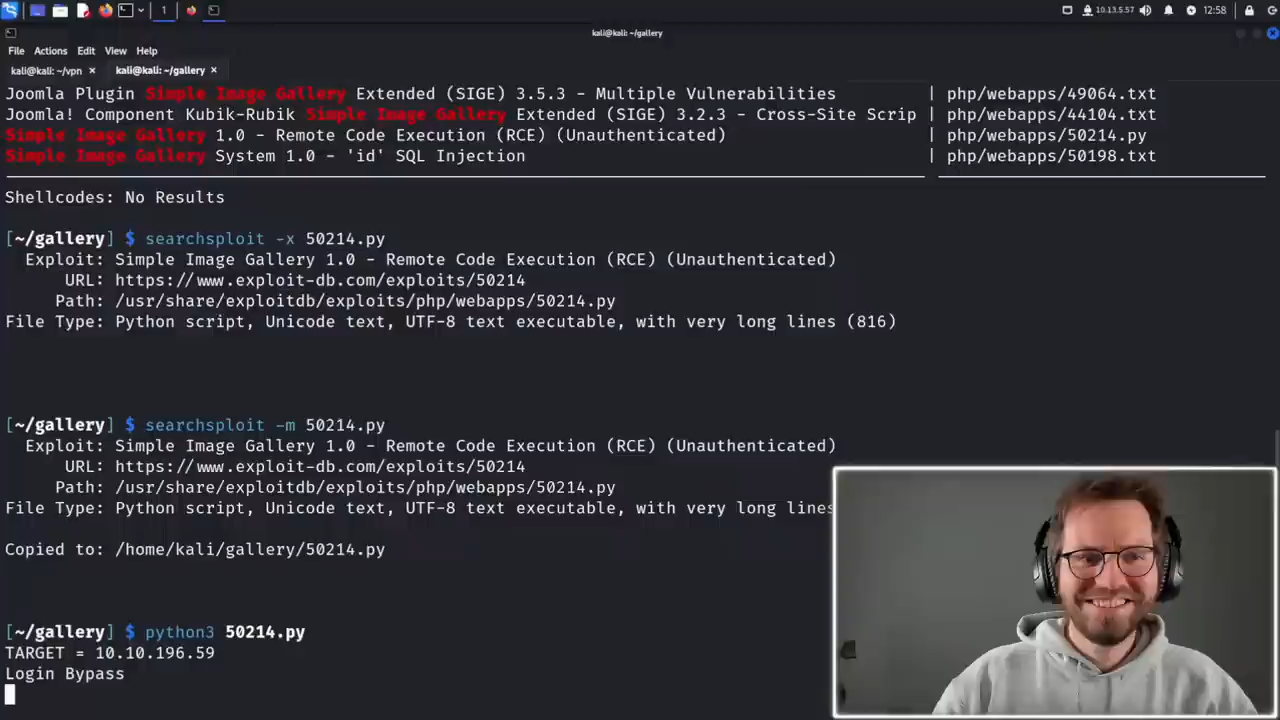 1
10.13.5.57
12:58
kali@kali: ~/gallery
File Actions Edit View Help
kali@kali: ~/vpn × kali@kali: ~/gallery ×
Joomla Plugin Simple Image Gallery Extended (SIGE) 3.5.3 - Multiple Vulnerabilities | php/webapps/49064.txt
Joomla! Component Kubik-Rubik Simple Image Gallery Extended (SIGE) 3.2.3 - Cross-Site Scrip | php/webapps/44104.txt
Simple Image Gallery 1.0 - Remote Code Execution (RCE) (Unauthenticated) | php/webapps/50214.py
Simple Image Gallery System 1.0 - 'id' SQL Injection | php/webapps/50198.txt
Shellcodes: No Results
[~/gallery] $ searchsploit -x 50214.py
Exploit: Simple Image Gallery 1.0 - Remote Code Execution (RCE) (Unauthenticated)
URL: https://www.exploit-db.com/exploits/50214
Path: /usr/share/exploitdb/exploits/php/webapps/50214.py
File Type: Python script, Unicode text, UTF-8 text executable, with very long lines (816)
[~/gallery] $ searchsploit -m 50214.py
Exploit: Simple Image Gallery 1.0 - Remote Code Execution (RCE) (Unauthenticated)
URL: https://www.exploit-db.com/exploits/50214
Path: /usr/share/exploitdb/exploits/php/webapps/50214.py
File Type: Python script, Unicode text, UTF-8 text executable, with very long lines
Copied to: /home/kali/gallery/50214.py
[~/gallery] $ python3 50214.py
TARGET = 10.10.196.59
Login Bypass